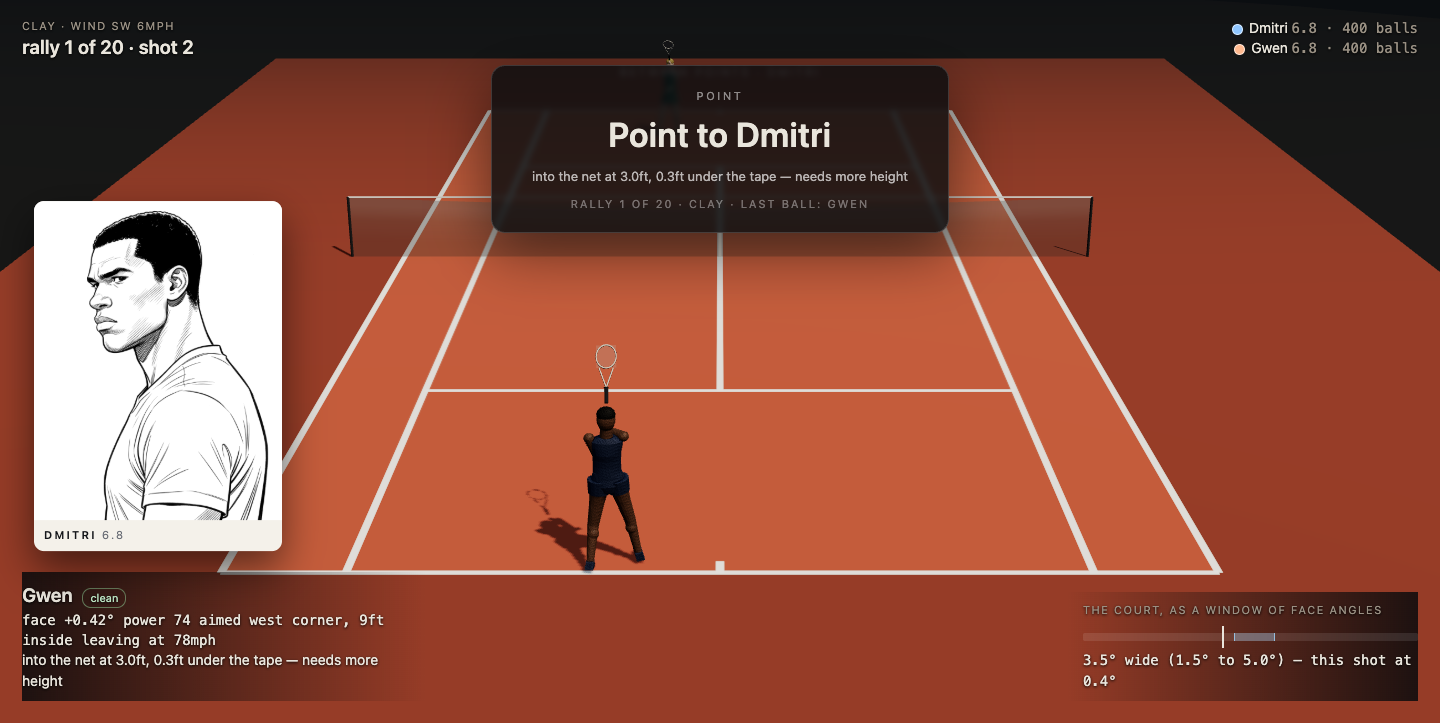 CLAY · WIND SW 6MPH
rally 1 of 20 · shot 2
Dmitri 6.8 · 400 balls
Gwen 6.8 · 400 balls
POINT
Point to Dmitri
into the net at 3.0ft, 0.3ft under the tape — needs more height
RALLY 1 OF 20 · CLAY · LAST BALL: GWEN
DMITRI 6.8
Gwen clean
face +0.42° power 74 aimed west corner, 9ft
inside leaving at 78mph
into the net at 3.0ft, 0.3ft under the tape — needs more
height
THE COURT, AS A WINDOW OF FACE ANGLES
3.5° wide (1.5° to 5.0°) — this shot at
0.4°